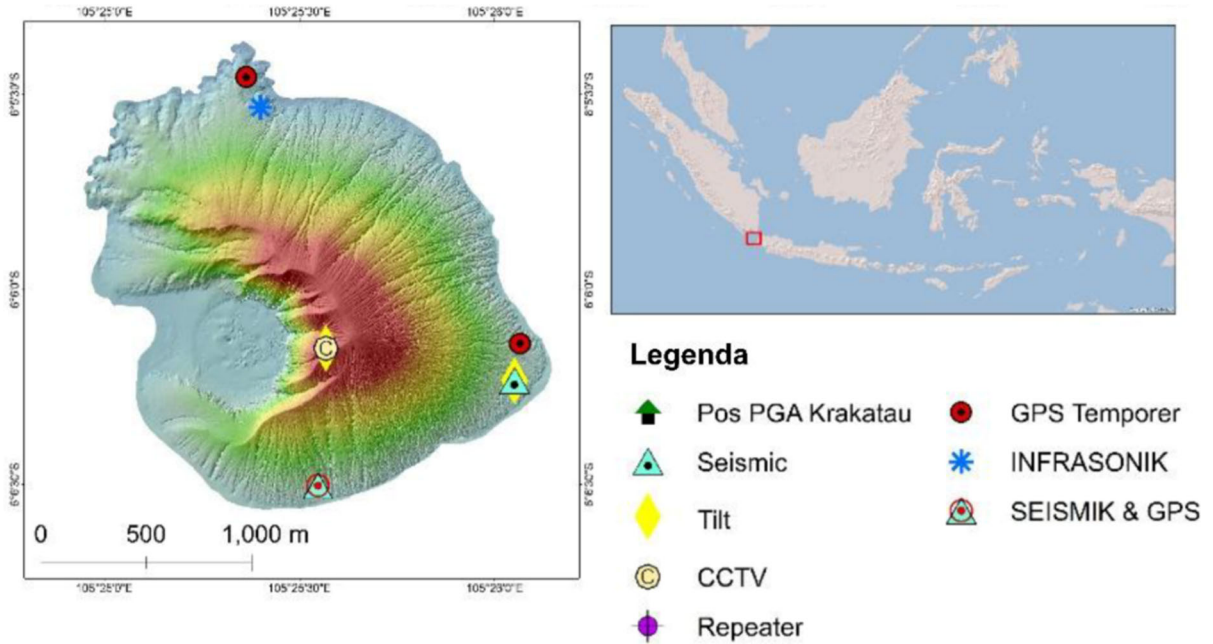 105°25'0"E 105°25'30"E 105°26'0"E
6°5'30"S 6°5'30"S
6°6'0"S 6°6'0"S
6°6'30"S 6°6'30"S
0 500 1,000 m
105°25'0"E 105°25'30"E 105°26'0"E
Legenda
Pos PGA Krakatau
Seismic
Tilt
C CCTV
Repeater
GPS Temporer
INFRASONIK
SEISMIK & GPS
C